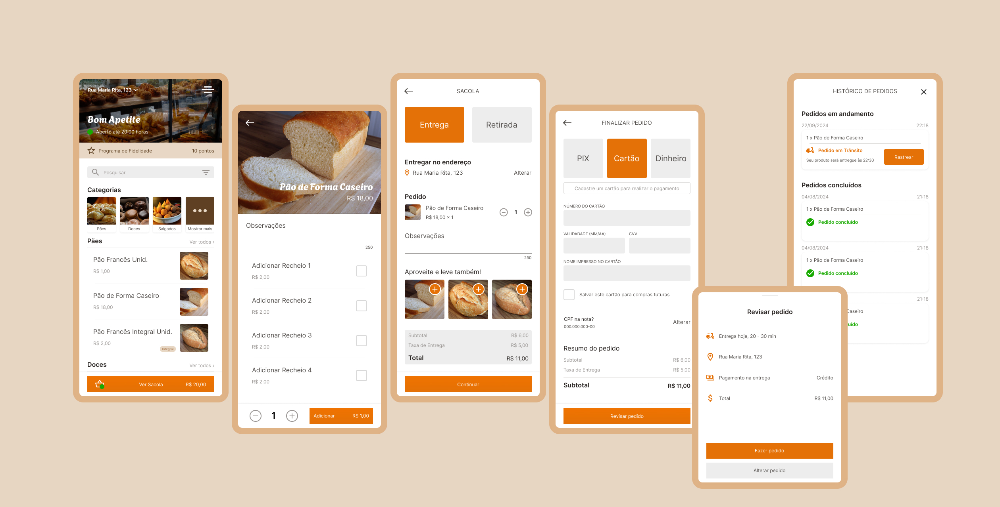 Rua Maria Rita, 123
Bom Apetite
Aberto até 20:00 horas
Programa de Fidelidade 10 pontos
Pesquisar
Categorias
Pães Doces Salgados Mostrar mais
Pães Ver todos >
Pão Francês Unid.
R$ 1,00
Pão de Forma Caseiro
R$ 18,00
Pão Francês Integral Unid.
R$ 2,00
Integral
Doces Ver todos >
Ver Sacola R$ 20,00
Pão de Forma Caseiro
R$ 18,00
Observações
250
Adicionar Recheio 1
R$ 2,00
Adicionar Recheio 2
R$ 2,00
Adicionar Recheio 3
R$ 2,00
Adicionar Recheio 4
R$ 2,00
1 Adicionar R$ 1,00
SACOLA
Entrega Retirada
Entregar no endereço
Rua Maria Rita, 123 Alterar
Pedido
Pão de Forma Caseiro
R$ 18,00 × 1
1
Observações
250
Aproveite e leve também!
Subtotal R$ 6,00
Taxa de Entrega R$ 5,00
Total R$ 11,00
Continuar
FINALIZAR PEDIDO
PIX Cartão Dinheiro
Cadastre um cartão para realizar o pagamento
NÚMERO DO CARTÃO
VALIDADADE (MM/AA) CVV
NOME IMPRESSO NO CARTÃO
Salvar este cartão para compras futuras
CPF na nota?
000.000.000-00
Alterar
Resumo do pedido
Subtotal R$ 6,00
Taxa de Entrega R$ 5,00
Subtotal R$ 11,00
Revisar pedido
Revisar pedido
Entrega hoje, 20 - 30 min
Rua Maria Rita, 123
Pagamento na entrega Crédito
Total R$ 11,00
Fazer pedido
Alterar pedido
HISTÓRICO DE PEDIDOS
Pedidos em andamento
22/09/2024 22:18
1 x Pão de Forma Caseiro
Pedido em Trânsito
Seu produto será entregue às 22:30
Rastrear
Pedidos concluídos
04/08/2024 21:18
1 x Pão de Forma Caseiro
Pedido concluído
04/08/2024 21:18
1 x Pão de Forma Caseiro
Pedido concluído
21:18
Caseiro
uído